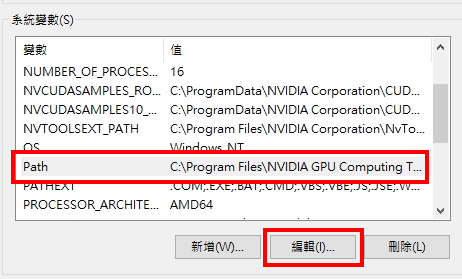 系統變數(S)
變數 值
NUMBER_OF_PROCES... 16
NVCUDASAMPLES_RO... C:\ProgramData\NVIDIA Corporation\CUD...
NVCUDASAMPLES10_... C:\ProgramData\NVIDIA Corporation\CUD...
NVTOOLSEXT_PATH C:\Program Files\NVIDIA Corporation\NvTo...
OS Windows_NT
Path C:\Program Files\NVIDIA GPU Computing T...
PATHEXT .COM;.EXE;.BAT;.CMD;.VBS;.VBE;.JS;.JSE;.W...
PROCESSOR_ARCHITE... AMD64
新增(W)... 編輯(I)... 刪除(L)